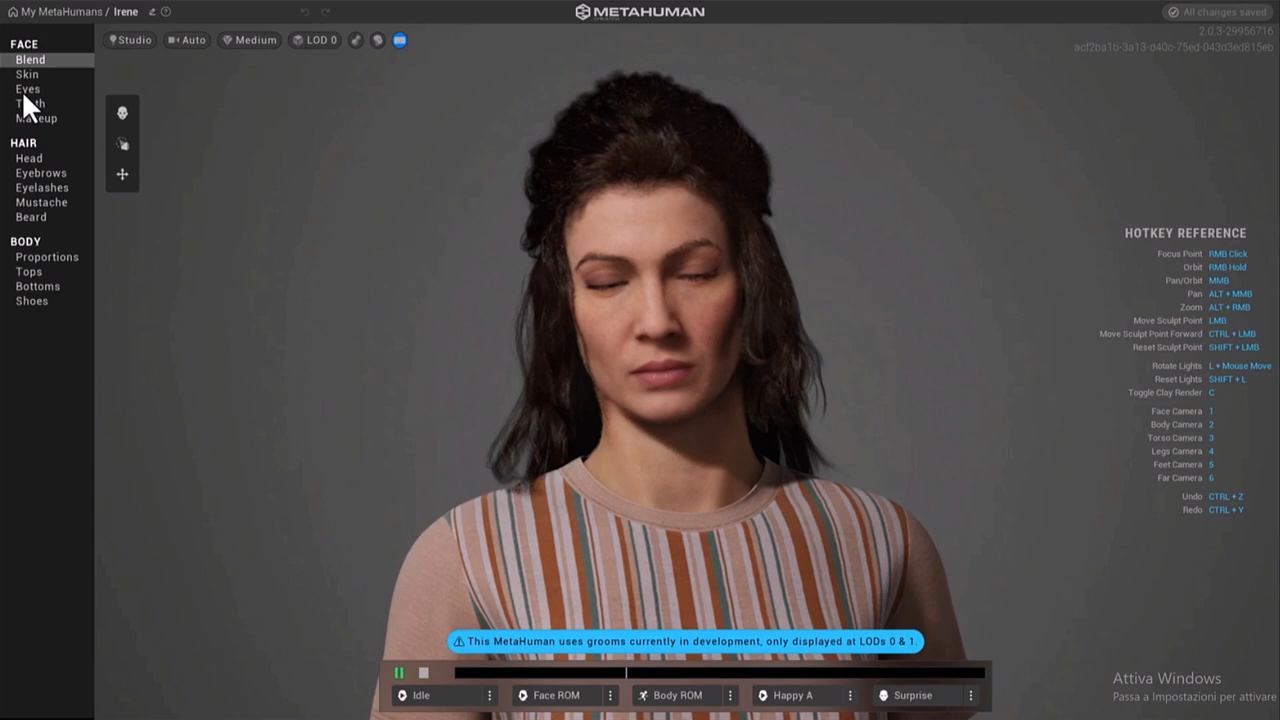 My MetaHumans / Irene
METAHUMAN
All changes saved
2.0.3-29956716
acf2ba1b-3a13-d40c-75ed-043d3ed815eb
Studio
Auto
Medium
LOD 0
FACE
Blend
Skin
Eyes
HAIR
Head
Eyebrows
Eyelashes
Mustache
Beard
BODY
Proportions
Tops
Bottoms
Shoes
HOTKEY REFERENCE
Focus Point RMB Click
Orbit RMB Hold
Pan/Orbit MMB
Pan ALT + MMB
Zoom ALT + RMB
Move Sculpt Point LMB
Move Sculpt Point Forward CTRL + LMB
Reset Sculpt Point SHIFT + LMB
Rotate Lights L + Mouse Move
Reset Lights SHIFT + L
Toggle Clay Render C
Face Camera 1
Body Camera 2
Torso Camera 3
Legs Camera 4
Feet Camera 5
Far Camera 6
Undo CTRL + Z
Redo CTRL + Y
This MetaHuman uses grooms currently in development, only displayed at LODs 0 & 1.
Idle
Face ROM
Body ROM
Happy A
Surprise
Attiva Windows
Passa a Impostazioni per attivare